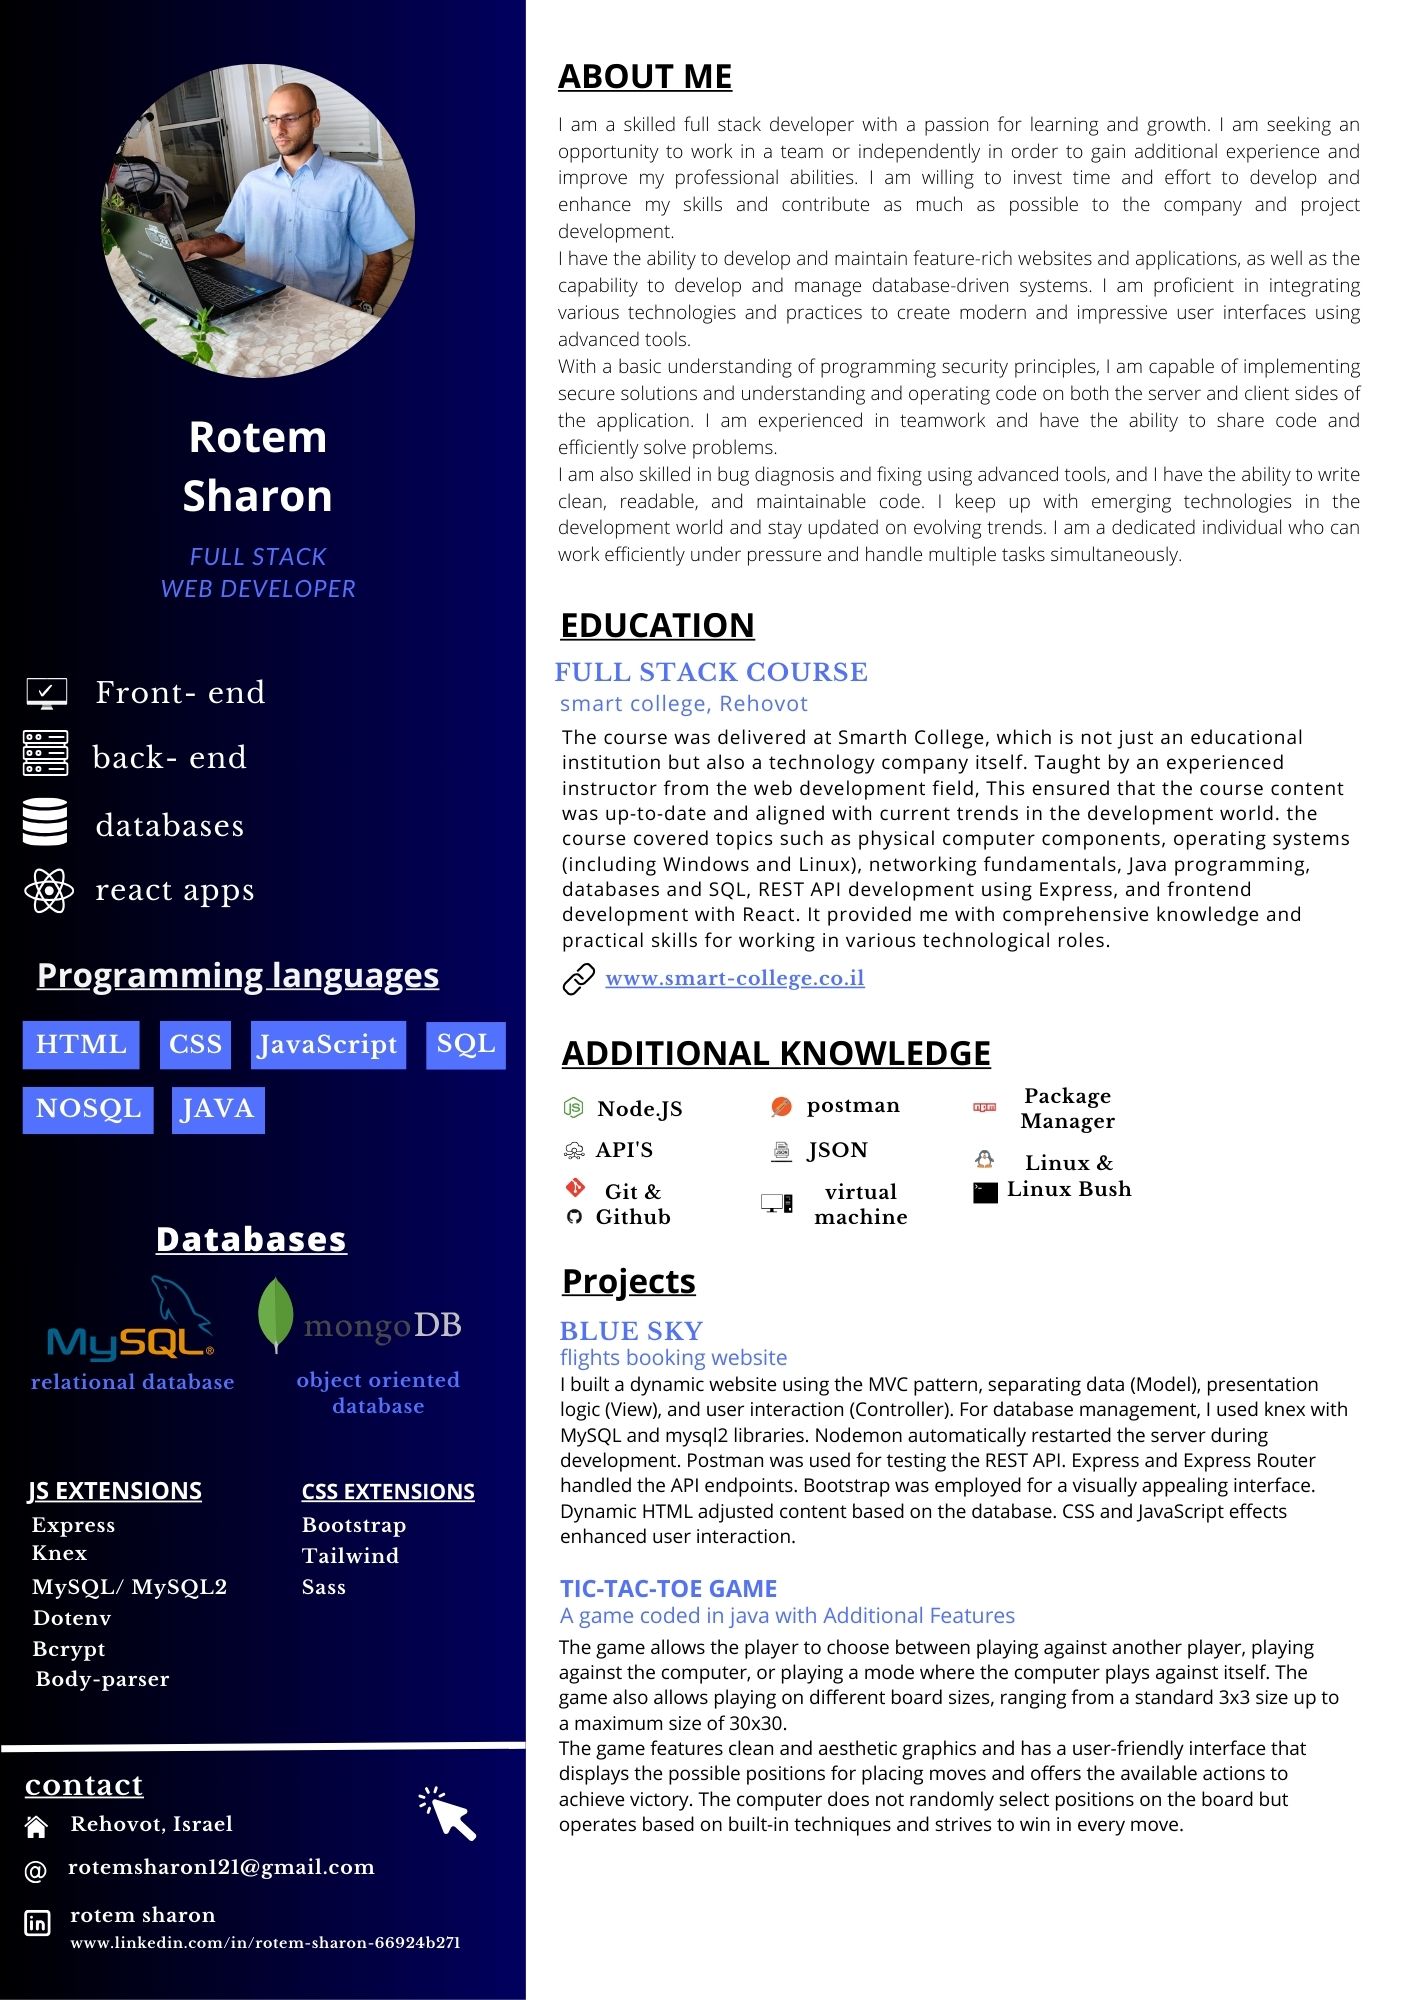 Rotem
Sharon
FULL STACK
WEB DEVELOPER
Front- end
back- end
databases
react apps
Programming languages
HTML CSS JavaScript SQL
NOSQL JAVA
Databases
MySQL®
mongoDB
relational database
object oriented
database
JS EXTENSIONS
Express
Knex
MySQL/ MySQL2
Dotenv
Bcrypt
Body-parser
CSS EXTENSIONS
Bootstrap
Tailwind
Sass
contact
Rehovot, Israel
@ rotemsharon121@gmail.com
in rotem sharon
www.linkedin.com/in/rotem-sharon-66924b271
ABOUT ME
I am a skilled full stack developer with a passion for learning and growth. I am seeking an
opportunity to work in a team or independently in order to gain additional experience and
improve my professional abilities. I am willing to invest time and effort to develop and
enhance my skills and contribute as much as possible to the company and project
development.
I have the ability to develop and maintain feature-rich websites and applications, as well as the
capability to develop and manage database-driven systems. I am proficient in integrating
various technologies and practices to create modern and impressive user interfaces using
advanced tools.
With a basic understanding of programming security principles, I am capable of implementing
secure solutions and understanding and operating code on both the server and client sides of
the application. I am experienced in teamwork and have the ability to share code and
efficiently solve problems.
I am also skilled in bug diagnosis and fixing using advanced tools, and I have the ability to write
clean, readable, and maintainable code. I keep up with emerging technologies in the
development world and stay updated on evolving trends. I am a dedicated individual who can
work efficiently under pressure and handle multiple tasks simultaneously.
EDUCATION
FULL STACK COURSE
smart college, Rehovot
The course was delivered at Smarth College, which is not just an educational
institution but also a technology company itself. Taught by an experienced
instructor from the web development field, This ensured that the course content
was up-to-date and aligned with current trends in the development world. the
course covered topics such as physical computer components, operating systems
(including Windows and Linux), networking fundamentals, Java programming,
databases and SQL, REST API development using Express, and frontend
development with React. It provided me with comprehensive knowledge and
practical skills for working in various technological roles.
www.smart-college.co.il
ADDITIONAL KNOWLEDGE
Node.JS
API'S
Git &
Github
postman
JSON
virtual
machine
npm
Package
Manager
Linux &
Linux Bush
Projects
BLUE SKY
flights booking website
I built a dynamic website using the MVC pattern, separating data (Model), presentation
logic (View), and user interaction (Controller). For database management, I used knex with
MySQL and mysql2 libraries. Nodemon automatically restarted the server during
development. Postman was used for testing the REST API. Express and Express Router
handled the API endpoints. Bootstrap was employed for a visually appealing interface.
Dynamic HTML adjusted content based on the database. CSS and JavaScript effects
enhanced user interaction.
TIC-TAC-TOE GAME
A game coded in java with Additional Features
The game allows the player to choose between playing against another player, playing
against the computer, or playing a mode where the computer plays against itself. The
game also allows playing on different board sizes, ranging from a standard 3x3 size up to
a maximum size of 30x30.
The game features clean and aesthetic graphics and has a user-friendly interface that
displays the possible positions for placing moves and offers the available actions to
achieve victory. The computer does not randomly select positions on the board but
operates based on built-in techniques and strives to win in every move.